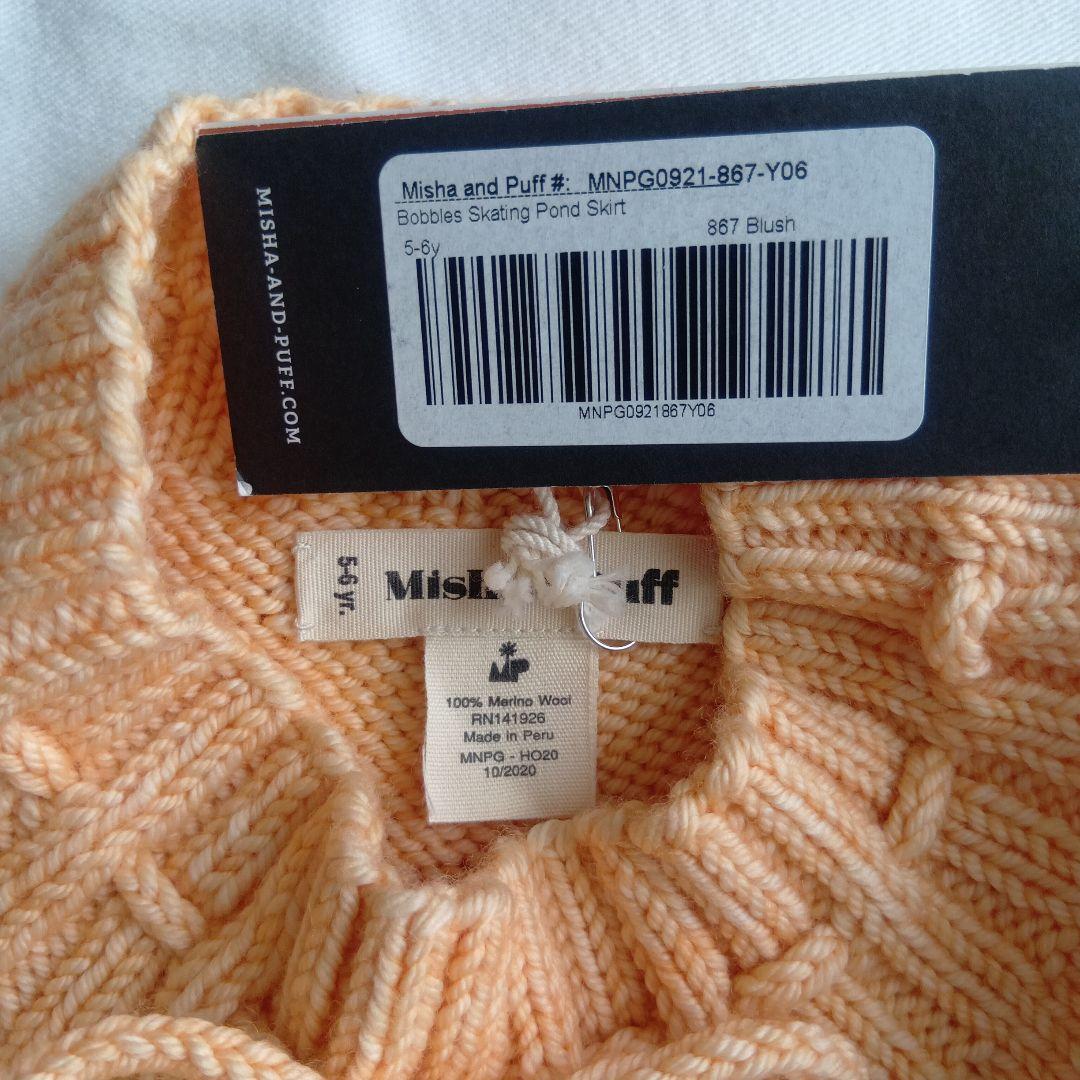 MISHA-AND-PUFF.COM
Misha and Puff #: MNPG0921-867-Y06
Bobbles Skating Pond Skirt
5-6y 867 Blush
MNPG0921867Y06
5-6 yr.
MP
100% Merino Wool
RN141926
Made in Peru
MNPG - HO20
10/2020